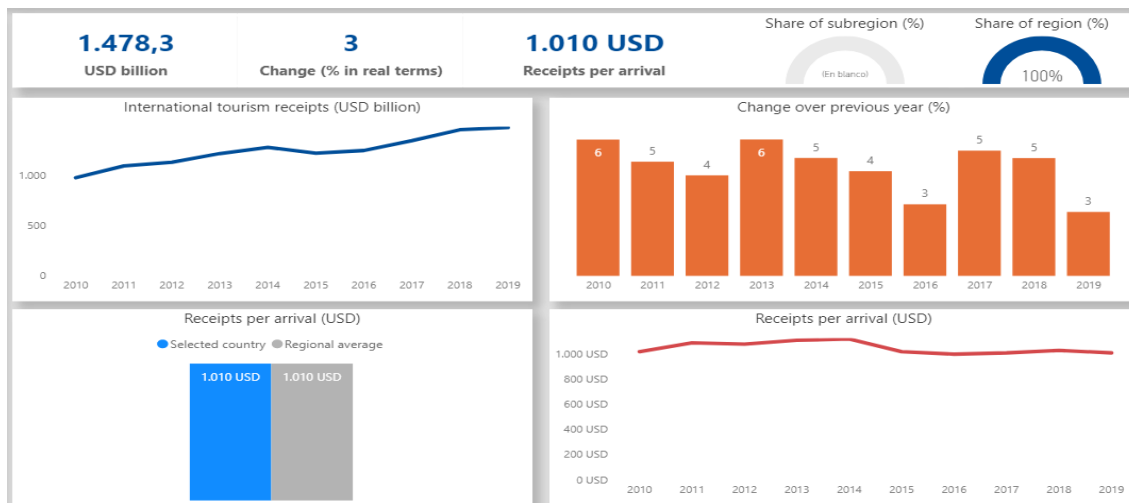 1.478,3
USD billion
3
Change (% in real terms)
1.010 USD
Receipts per arrival
Share of subregion (%)
(En blanco)
Share of region (%)
100%
International tourism receipts (USD billion)
1.000
500
0
2010 2011 2012 2013 2014 2015 2016 2017 2018 2019
Change over previous year (%)
6 5 4 6 5 4 3 5 5 3
2010 2011 2012 2013 2014 2015 2016 2017 2018 2019
Receipts per arrival (USD)
Selected country Regional average
1.010 USD 1.010 USD
Receipts per arrival (USD)
1.000 USD
800 USD
600 USD
400 USD
200 USD
0 USD
2010 2011 2012 2013 2014 2015 2016 2017 2018 2019